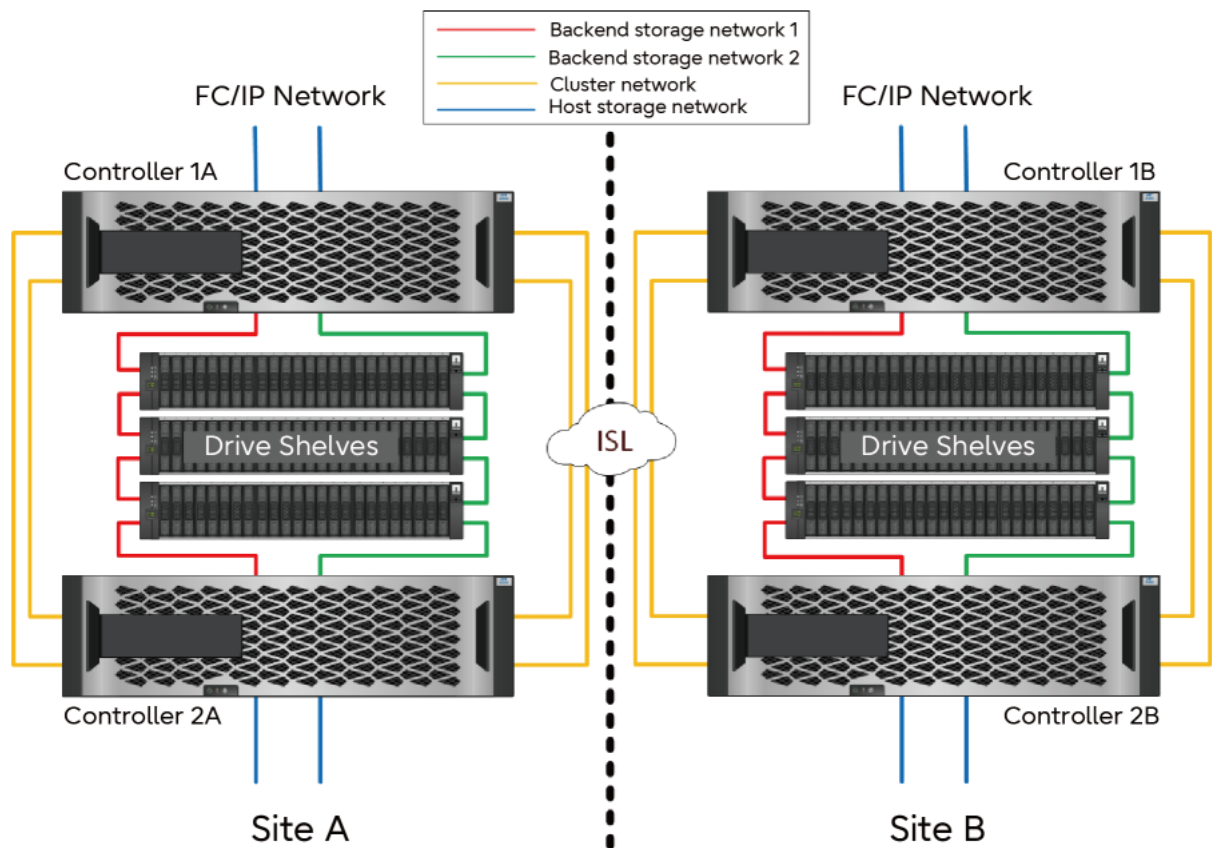 Backend storage network 1
Backend storage network 2
Cluster network
Host storage network
FC/IP Network
FC/IP Network
Controller 1A
Controller 1B
ISL
Drive Shelves
Drive Shelves
Controller 2A
Controller 2B
Site A
Site B